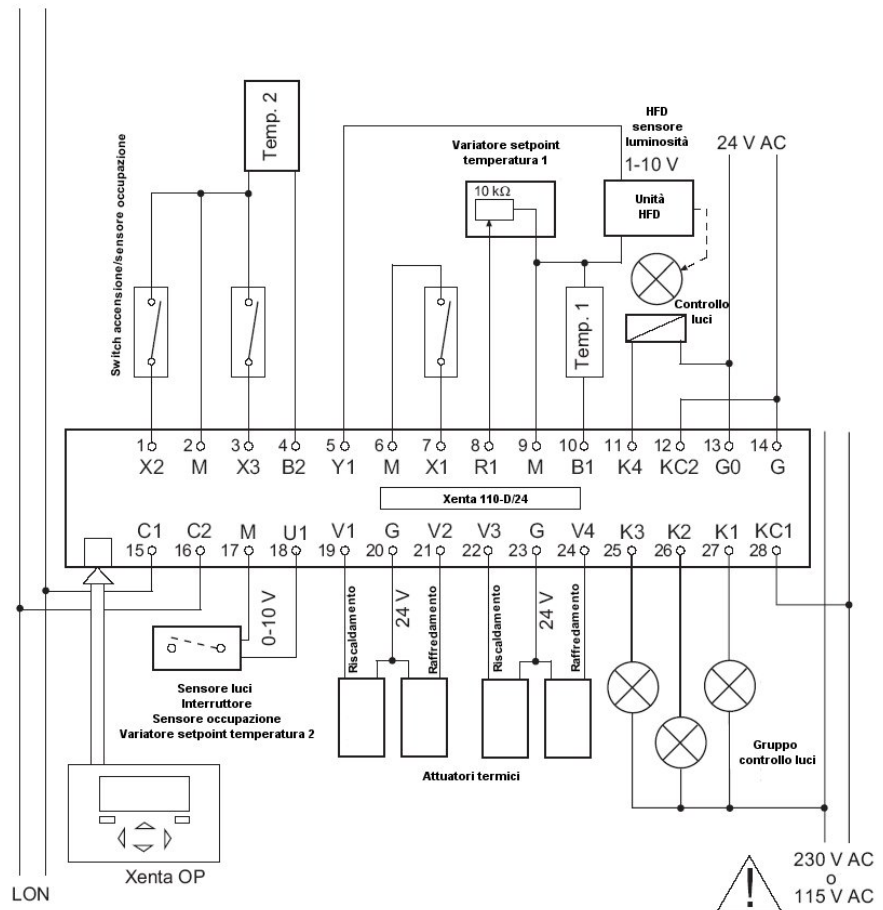 HFD
sensore
luminosità
1-10 V
24 V AC
Variatore setpoint
temperatura 1
10 kΩ
Unità
HFD
Temp. 2
Switch accensione/sensore occupazione
Temp. 1
Controllo
luci
1 2 3 4 5 6 7 8 9 10 11 12 13 14
X2 M X3 B2 Y1 M X1 R1 M B1 K4 KC2 G0 G
Xenta 110-D/24
C1 C2 M U1 V1 G V2 V3 G V4 K3 K2 K1 KC1
15 16 17 18 19 20 21 22 23 24 25 26 27 28
0-10 V
Riscaldamento
24 V
Raffredamento
Riscaldamento
24 V
Raffredamento
Sensore luci
Interruttore
Sensore occupazione
Variatore setpoint temperatura 2
Attuatori termici
Gruppo
controllo luci
Xenta OP
LON
!
230 V AC
o
115 V AC